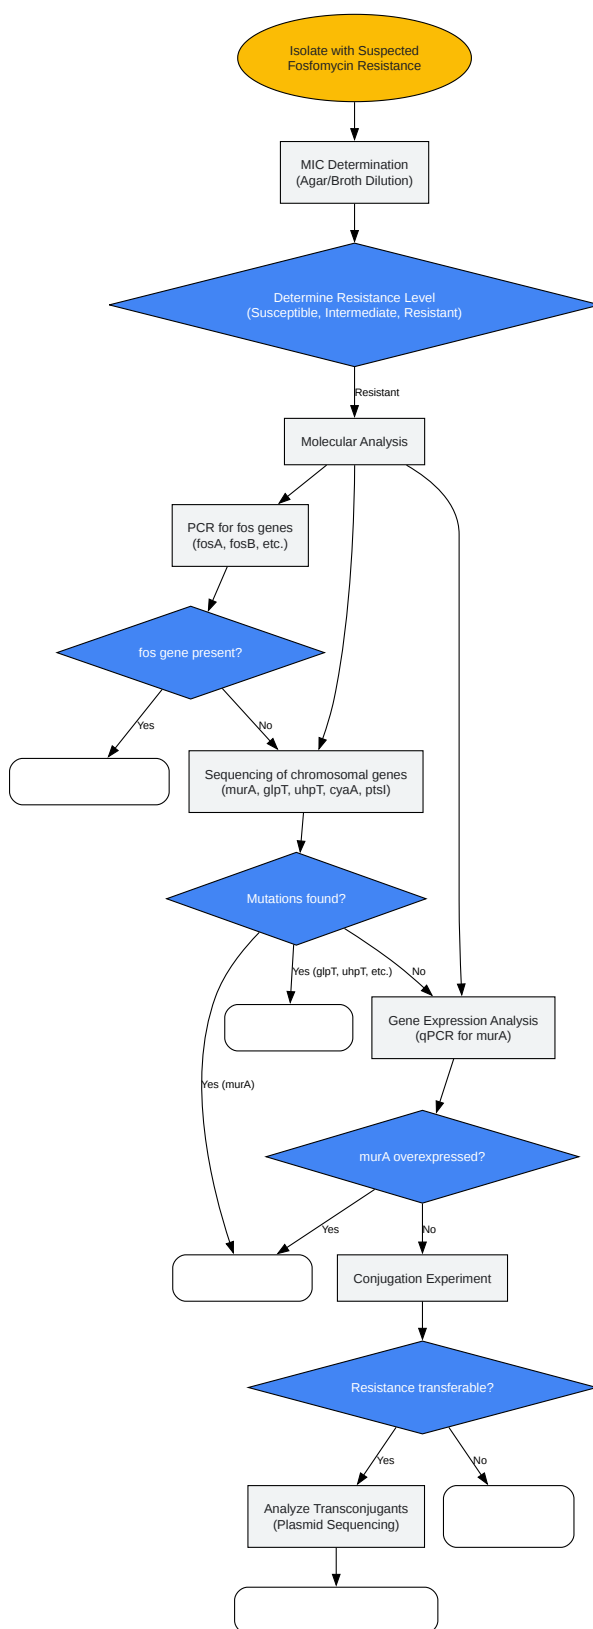 Isolate with Suspected
Fosfomycin Resistance
MIC Determination
(Agar/Broth Dilution)
Determine Resistance Level
(Susceptible, Intermediate, Resistant)
Resistant
Molecular Analysis
PCR for fos genes
(fosA, fosB, etc.)
fos gene present?
Yes
No
Sequencing of chromosomal genes
(murA, glpT, uhpT, cyaA, ptsI)
Mutations found?
Yes (glpT, uhpT, etc.)
No
Gene Expression Analysis
(qPCR for murA)
Yes (murA)
murA overexpressed?
Yes
No
Conjugation Experiment
Resistance transferable?
Yes
No
Analyze Transconjugants
(Plasmid Sequencing)